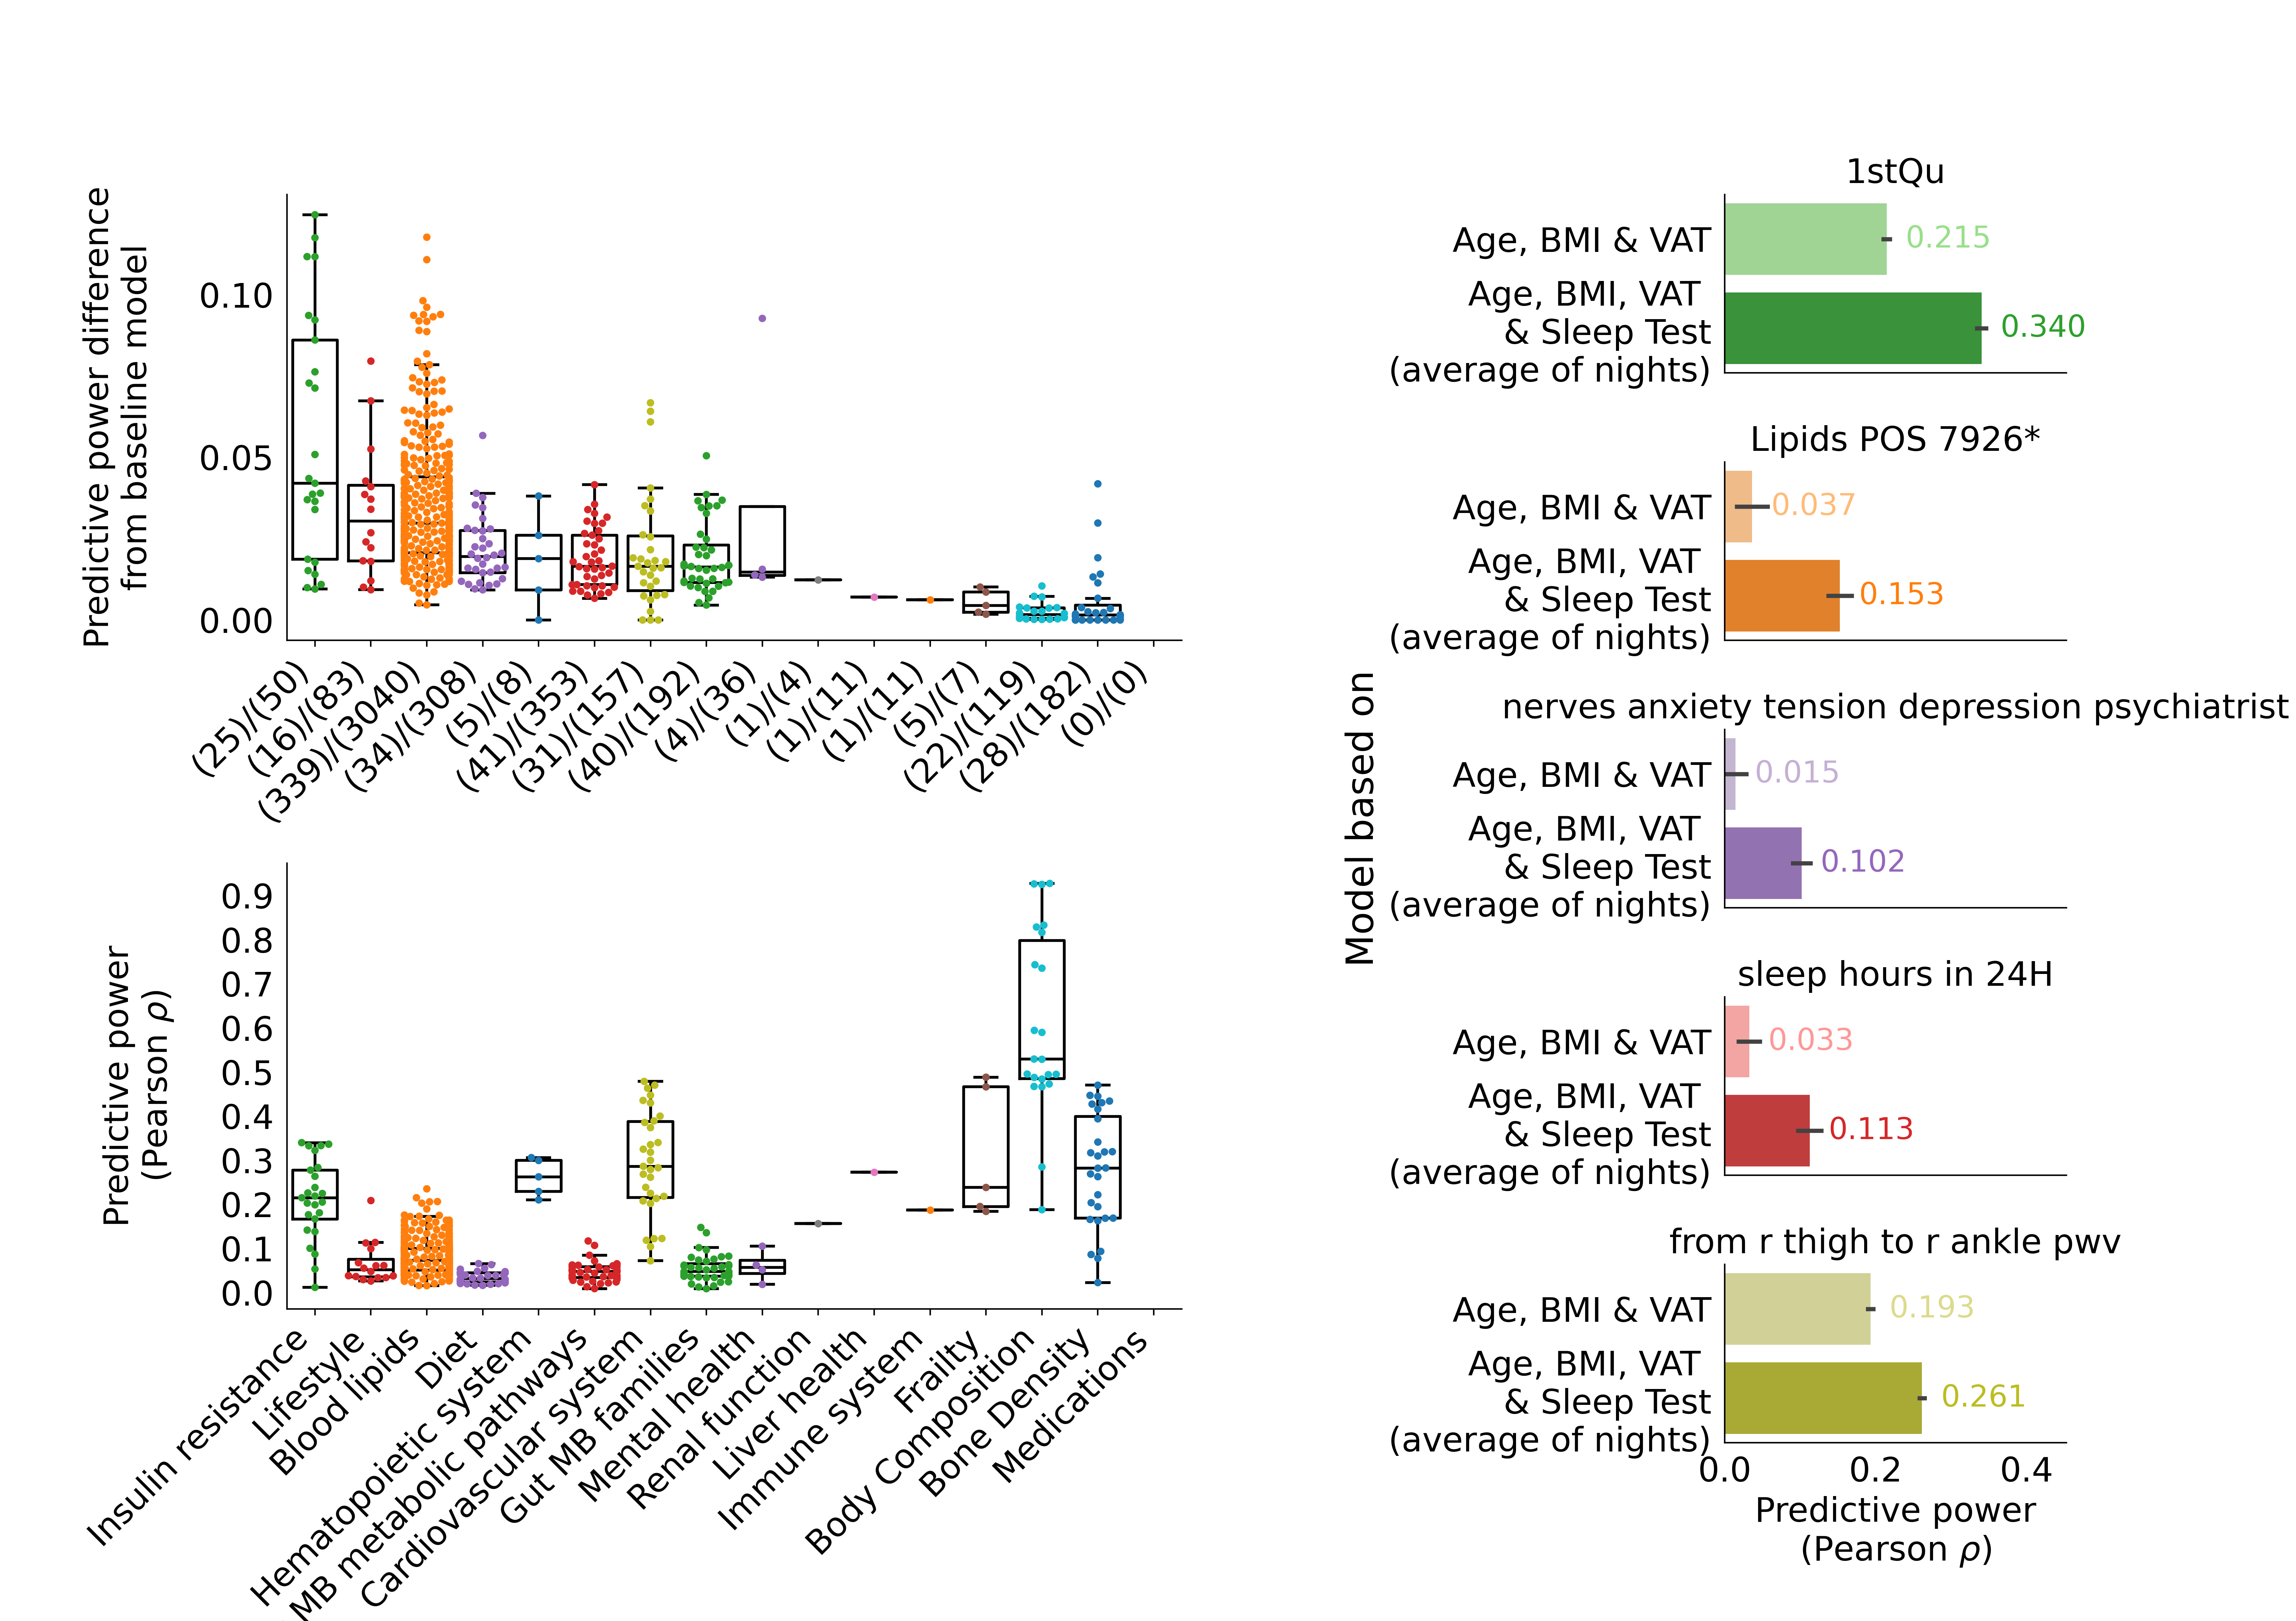 Predictive power difference
from baseline model
0.10
0.05
0.00
(25)/(50)
(16)/(83)
(339)/(3040)
(34)/(308)
(5)/(8)
(41)/(353)
(31)/(157)
(40)/(192)
(4)/(36)
(1)/(4)
(1)/(11)
(1)/(11)
(5)/(7)
(22)/(119)
(28)/(182)
(0)/(0)
Predictive power
(Pearson ρ)
0.9
0.8
0.7
0.6
0.5
0.4
0.3
0.2
0.1
0.0
Insulin resistance
Lifestyle
Blood lipids
Diet
Hematopoietic system
MB metabolic pathways
Cardiovascular system
Gut MB families
Mental health
Renal function
Liver health
Immune system
Frailty
Body Composition
Bone Density
Medications
Model based on
1stQu
Age, BMI & VAT
0.215
Age, BMI, VAT
& Sleep Test
(average of nights)
0.340
Lipids POS 7926*
Age, BMI & VAT
0.037
Age, BMI, VAT
& Sleep Test
(average of nights)
0.153
nerves anxiety tension depression psychiatrist
Age, BMI & VAT
0.015
Age, BMI, VAT
& Sleep Test
(average of nights)
0.102
sleep hours in 24H
Age, BMI & VAT
0.033
Age, BMI, VAT
& Sleep Test
(average of nights)
0.113
from r thigh to r ankle pwv
Age, BMI & VAT
0.193
Age, BMI, VAT
& Sleep Test
(average of nights)
0.261
0.0
0.2
0.4
Predictive power
(Pearson ρ)